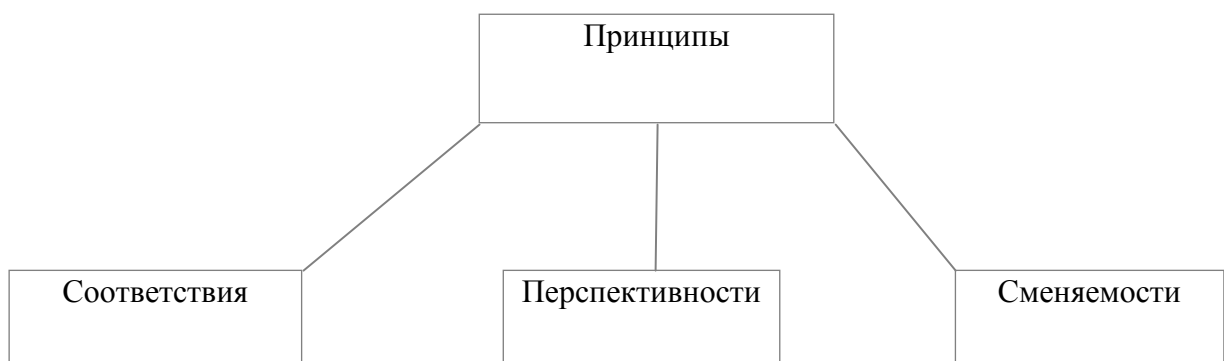 Принципы
Соответствия
Перспективности
Сменяемости